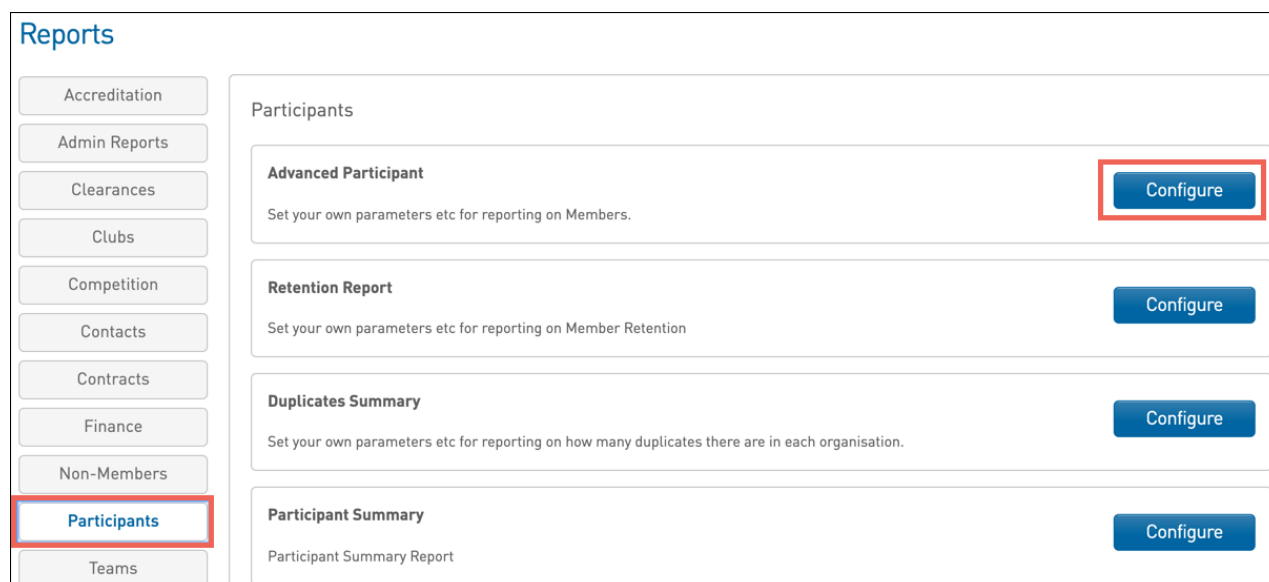 Reports
Accreditation
Admin Reports
Clearances
Clubs
Competition
Contacts
Contracts
Finance
Non-Members
Participants
Teams
Participants
Advanced Participant
Set your own parameters etc for reporting on Members.
Configure
Retention Report
Set your own parameters etc for reporting on Member Retention
Configure
Duplicates Summary
Set your own parameters etc for reporting on how many duplicates there are in each organisation.
Configure
Participant Summary
Participant Summary Report
Configure